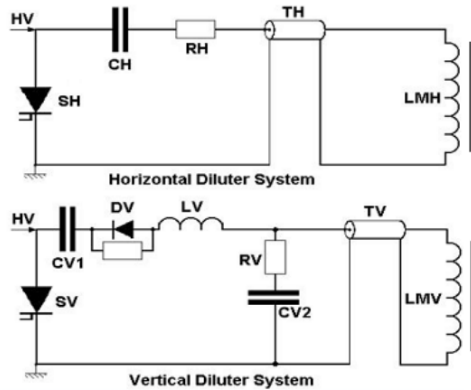 HV
CH
RH
TH
SH
LMH
Horizontal Diluter System
HV
CV1
DV
LV
TV
RV
SV
CV2
LMV
Vertical Diluter System